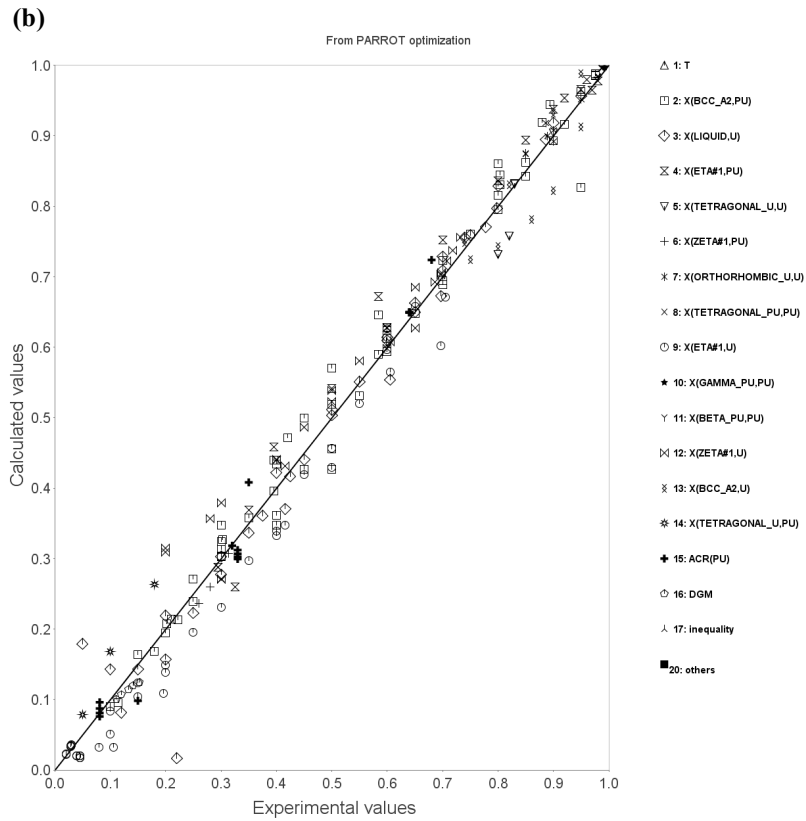 (b)
From PARROT optimization
1.0
0.9
0.8
0.7
0.6
0.5
0.4
0.3
0.2
0.1
0.0
Calculated values
0.0 0.1 0.2 0.3 0.4 0.5 0.6 0.7 0.8 0.9 1.0
Experimental values
1: T
2: X(BCC_A2,PU)
3: X(LIQUID,U)
4: X(ETA#1,PU)
5: X(TETRAGONAL_U,U)
6: X(ZETA#1,PU)
7: X(ORTHORHOMBIC_U,U)
8: X(TETRAGONAL_PU,PU)
9: X(ETA#1,U)
10: X(GAMMA_PU,PU)
11: X(BETA_PU,PU)
12: X(ZETA#1,U)
13: X(BCC_A2,U)
14: X(TETRAGONAL_U,PU)
15: ACR(PU)
16: DGM
17: inequality
20: others